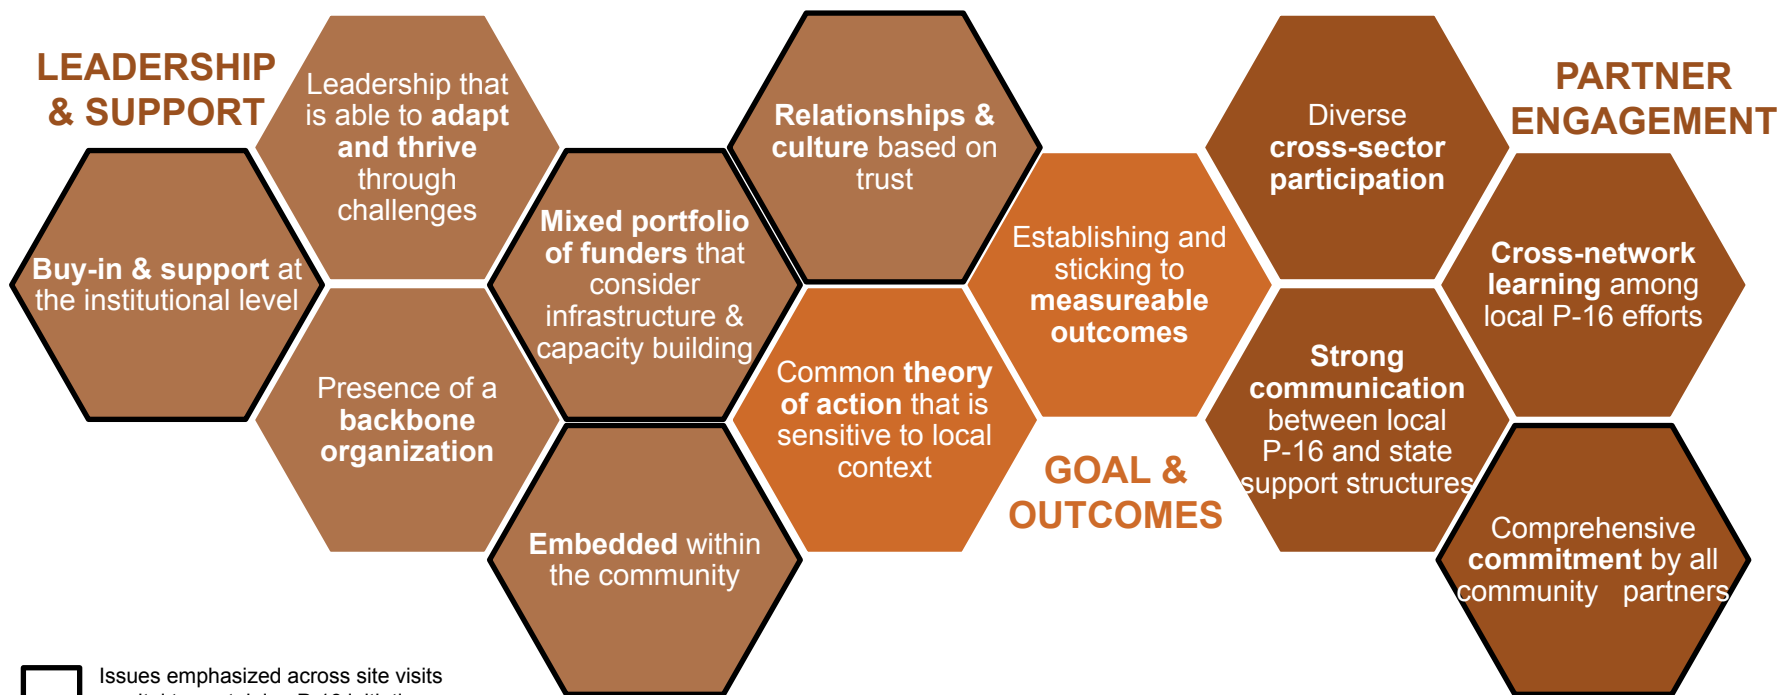 LEADERSHIP
& SUPPORT
Leadership that
is able to adapt
and thrive
through
challenges
Buy-in & support at
the institutional level
Presence of a
backbone
organization
Mixed portfolio
of funders that
consider
infrastructure &
capacity building
Relationships &
culture based on
trust
Embedded within
the community
Establishing and
sticking to
measureable
outcomes
Common theory
of action that is
sensitive to local
context
GOAL &
OUTCOMES
PARTNER
ENGAGEMENT
Diverse
cross-sector
participation
Cross-network
learning among
local P-16 efforts
Strong
communication
between local
P-16 and state
support structures
Comprehensive
commitment by all
community partners
Issues emphasized across site visits